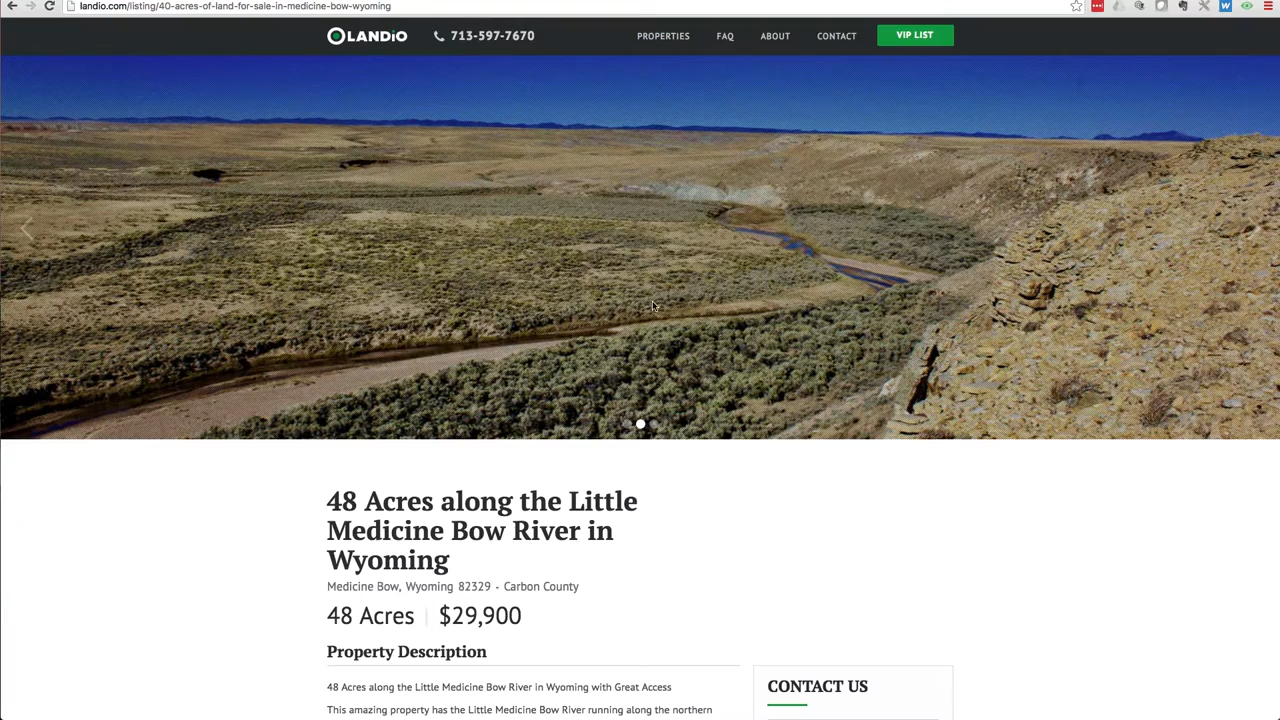 landio.com/listing/40-acres-of-land-for-sale-in-medicine-bow-wyoming
LANDiO 713-597-7670 PROPERTIES FAQ ABOUT CONTACT VIP LIST
48 Acres along the Little
Medicine Bow River in
Wyoming
Medicine Bow, Wyoming 82329 - Carbon County
48 Acres | $29,900
Property Description
CONTACT US
48 Acres along the Little Medicine Bow River in Wyoming with Great Access
This amazing property has the Little Medicine Bow River running along the northern